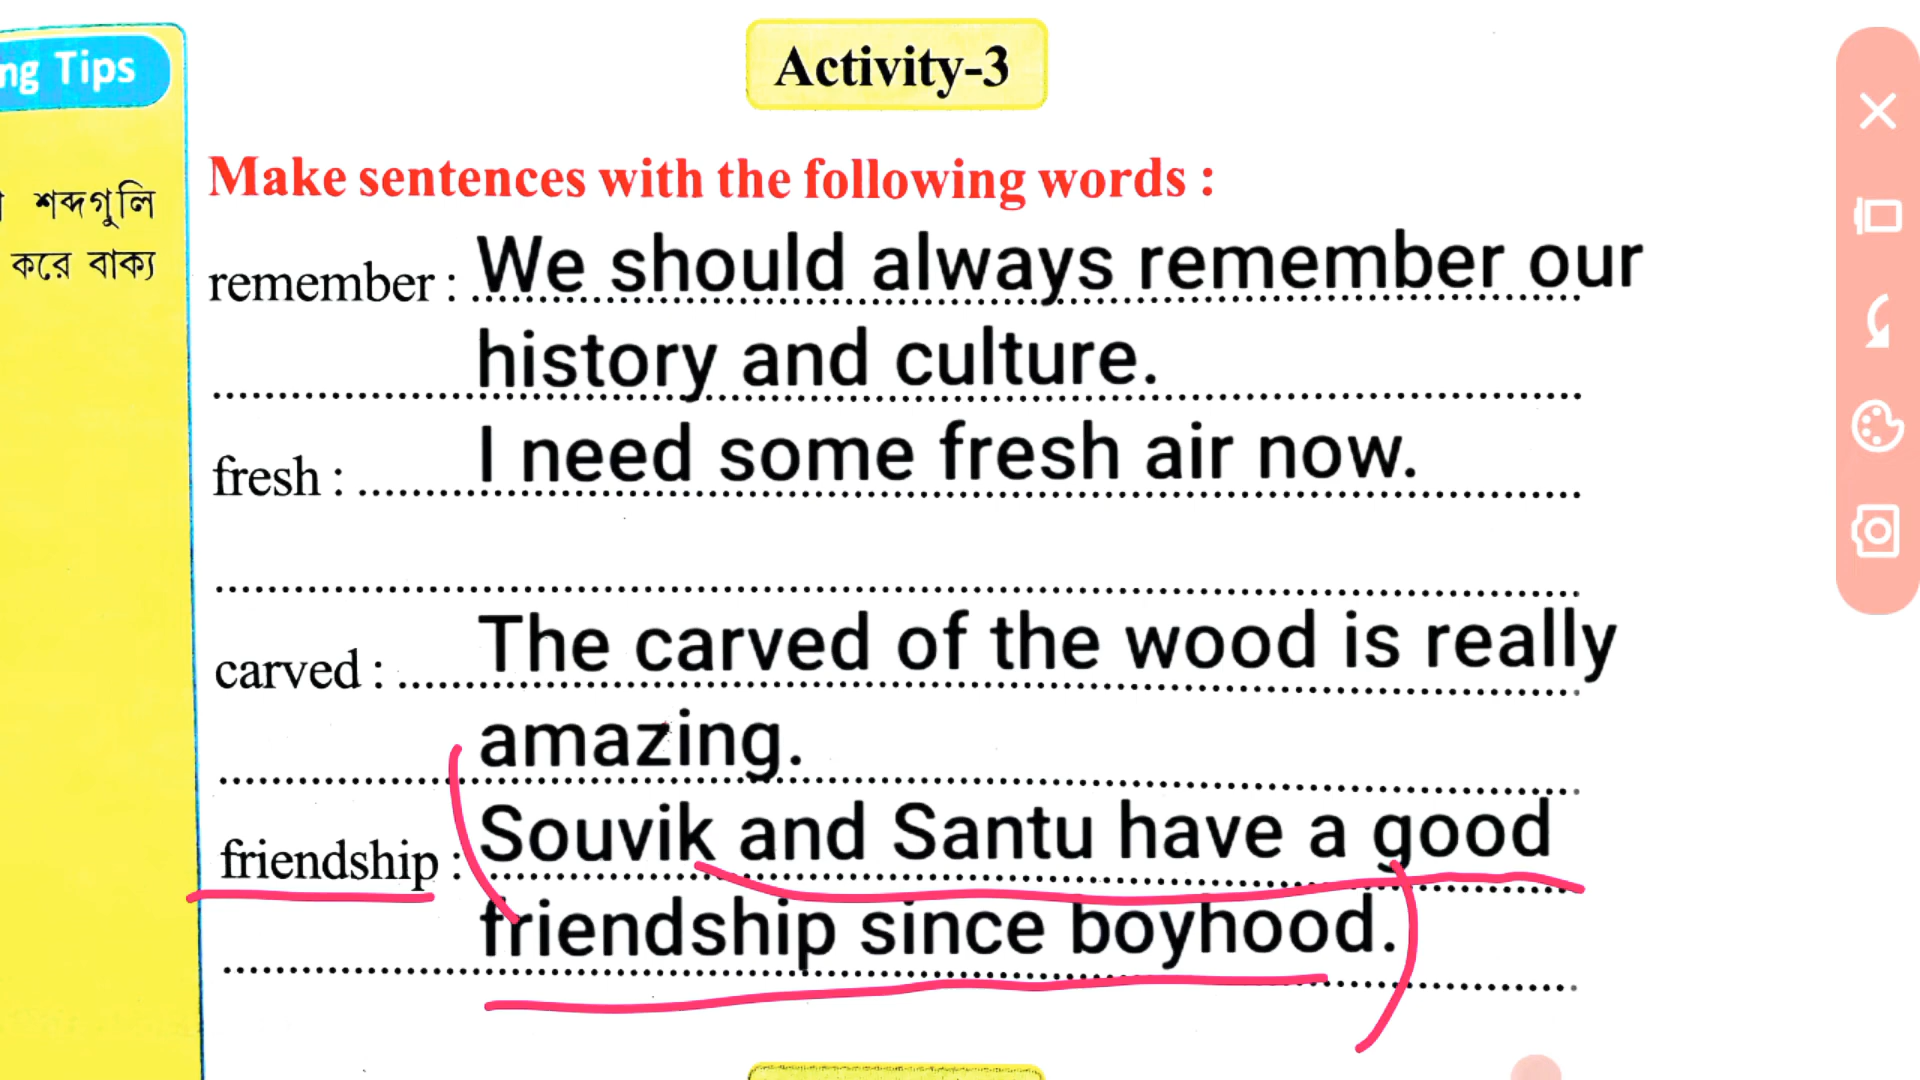 ng Tips
শব্দগুলি
করে বাক্য
Activity-3
Make sentences with the following words :
remember : We should always remember our
history and culture.
fresh : I need some fresh air now.
carved : The carved of the wood is really
amazing.
friendship : Souvik and Santu have a good
friendship since boyhood.